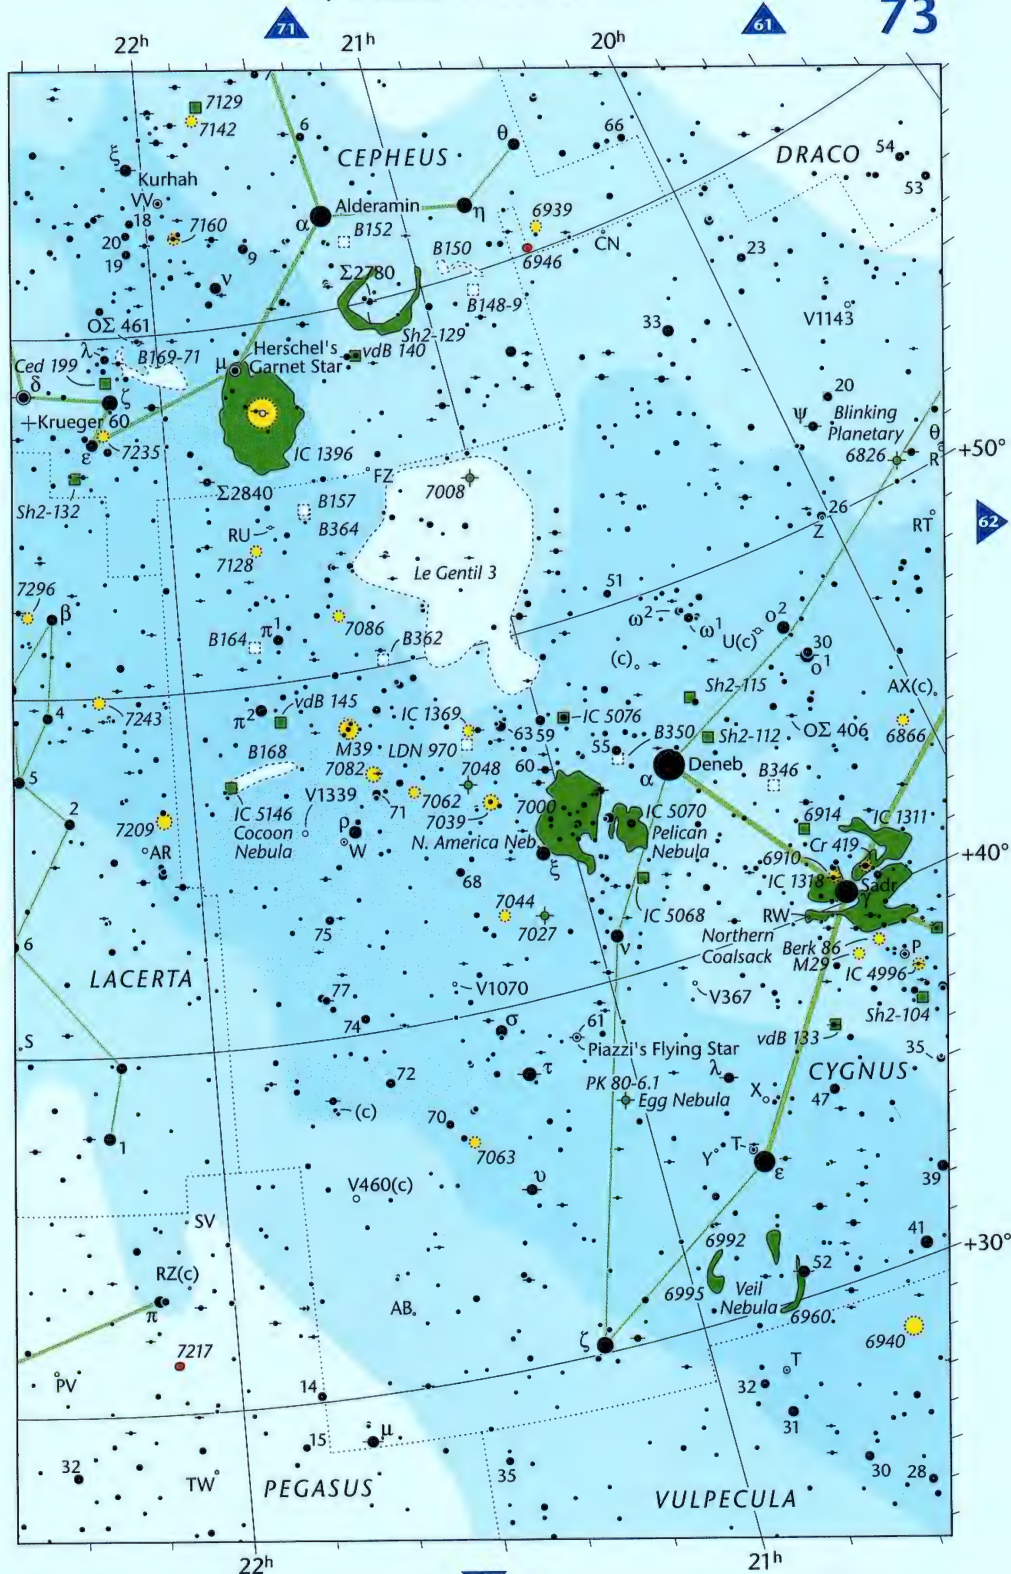 71
61
73
22h
21h
20h
7129
7142
6
θ
66
54
CEPHEUS
DRACO
ξ
Kurhah
53
VV
18
Alderamin
η
6939
α
B152
7160
20
B150
CN
19
9
6946
23
ν
Σ2780
B148-9
V1143
OΣ 461
Sh2-129
33
λ
B169-71
Herschel's
Garnet Star
vdB 140
Ced 199
μ
δ
ζ
20
+Krueger 60
ψ
Blinking
Planetary
6826
θ
ε
7235
IC 1396
R
+50°
FZ
7008
Sh2-132
Σ2840
B157
26
Z
RT
62
RU
B364
7128
Le Gentil 3
51
7296
β
ω²
ω¹
ο²
7086
B164
π¹
B362
U(c)
30
ο¹
(c)
Sh2-115
AX(c)
4
7243
π²
vdB 145
IC 1369
IC 5076
63
59
B350
Sh2-112
OΣ 406
6866
B168
M39
LDN 970
55
Deneb
5
7082
7048
60
α
B346
IC 5146
Cocoon
Nebula
V1339
7062
7000
IC 5070
Pelican
Nebula
6914
IC 1311
2
71
7039
7209
ρ
W
N. America Neb.
Cr 419
6910
+40°
AR
ξ
IC 1318
Sadr
γ
68
7044
IC 5068
RW
75
7027
Northern
Coalsack
Berk 86
P
6
ν
M29
IC 4996
LACERTA
V1070
V367
77
Sh2-104
74
σ
61
vdB 133
S
Piazzi's Flying Star
35
τ
λ
CYGNUS
72
PK 80-6.1
Egg Nebula
X
47
(c)
70
1
7063
T
Y
ε
υ
39
V460(c)
SV
6992
41
+30°
RZ(c)
52
6995
Veil
Nebula
π
AB
6960
6940
7217
ζ
T
PV
14
32
15
μ
31
32
35
30
28
TW
PEGASUS
VULPECULA
22h
21h